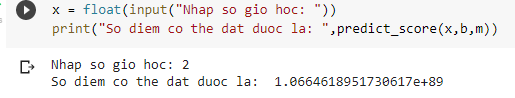 x = float(input("Nhap so gio hoc: "))
print("So diem co the dat duoc la: ",predict_score(x,b,m))
Nhap so gio hoc: 2
So diem co the dat duoc la:  1.0664618951730617e+89